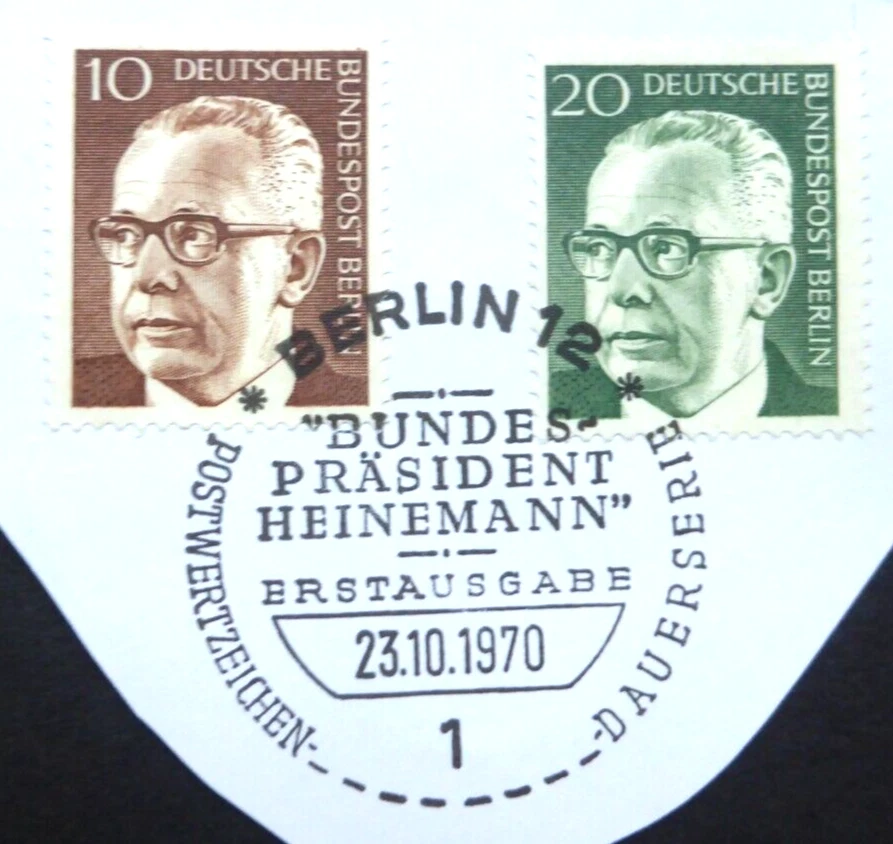 10 DEUTSCHE
BUNDESPOST BERLIN
20 DEUTSCHE
BUNDESPOST BERLIN
* BERLIN 12 *
"BUNDES-
PRÄSIDENT
HEINEMANN"
ERSTAUSGABE
23.10.1970
1
POSTWERTZEICHEN-
-DAUERSERIE